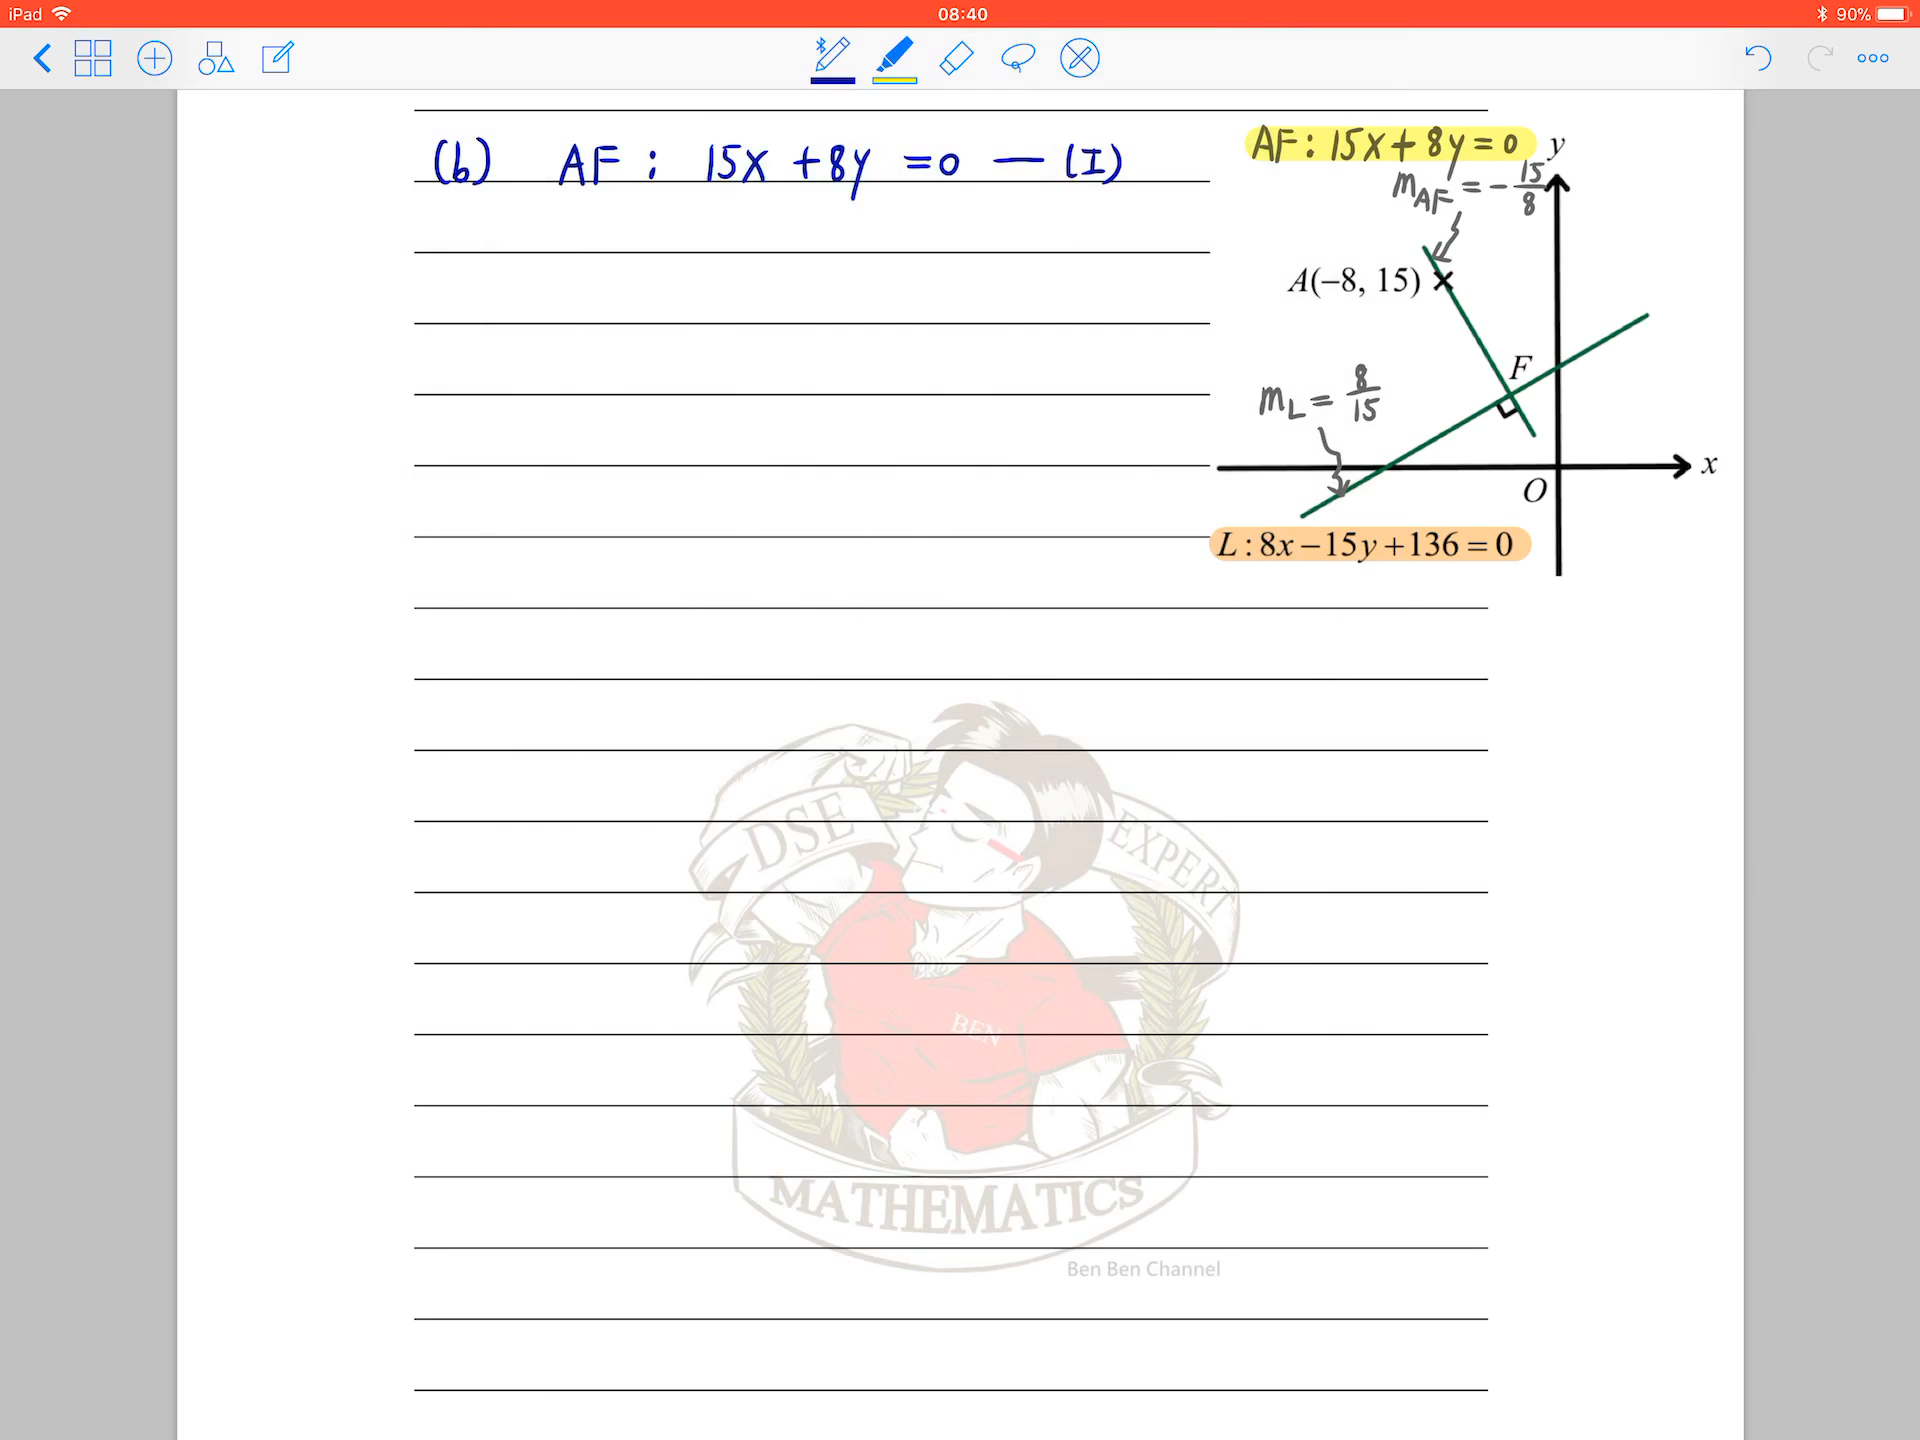 iPad 08:40 90%
(b) AF : 15x + 8y = 0 — (I)
AF : 15x + 8y = 0
y
m_AF = - 15/8
A(–8, 15)
F
m_L = 8/15
x
O
L : 8x – 15y + 136 = 0
DSE EXPERT
BEN
MATHEMATICS
Ben Ben Channel